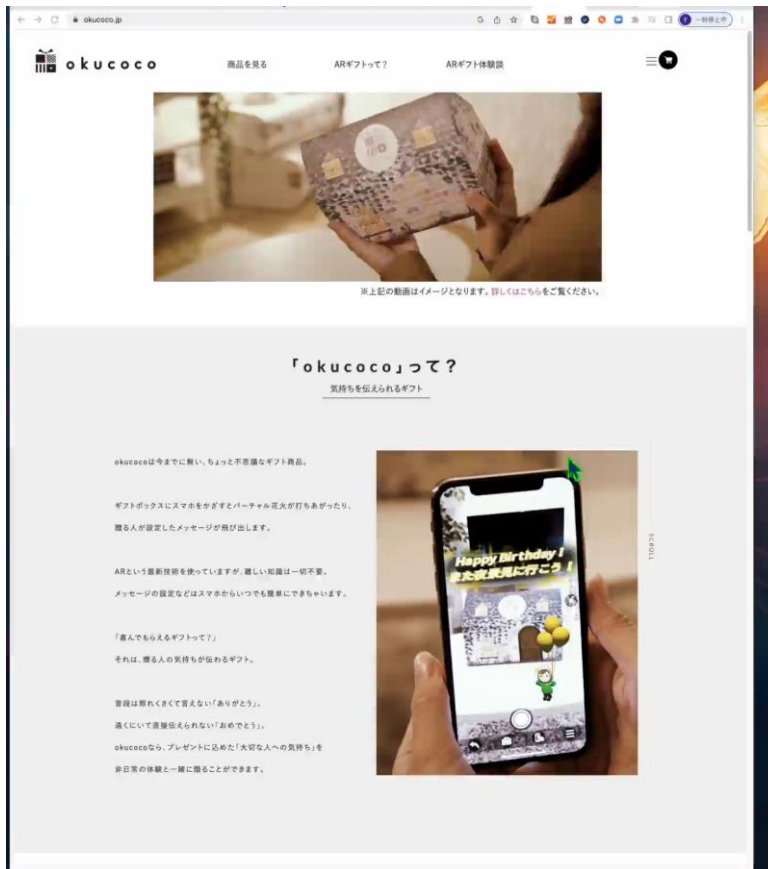 okucoco.jp
一時停止中
okucoco
商品を見る
ARギフトって？
ARギフト体験談
※上記の動画はイメージとなります。詳しくはこちらをご覧ください。
「okucoco」って？
気持ちを伝えられるギフト
okucocoは今までに無い、ちょっと不思議なギフト商品。
ギフトボックスにスマホをかざすとバーチャル花火が打ちあがったり、
贈る人が設定したメッセージが飛び出します。
ARという最新技術を使っていますが、難しい知識は一切不要。
メッセージの設定などはスマホからいつでも簡単にできちゃいます。
「喜んでもらえるギフトって？」
それは、贈る人の気持ちが伝わるギフト。
普段は照れくさくて言えない「ありがとう」。
遠くにいて直接伝えられない「おめでとう」。
okucocoなら、プレゼントに込めた「大切な人への気持ち」を
非日常の体験と一緒に贈ることができます。
Happy Birthday！
また夜景見に行こう！
SCROLL